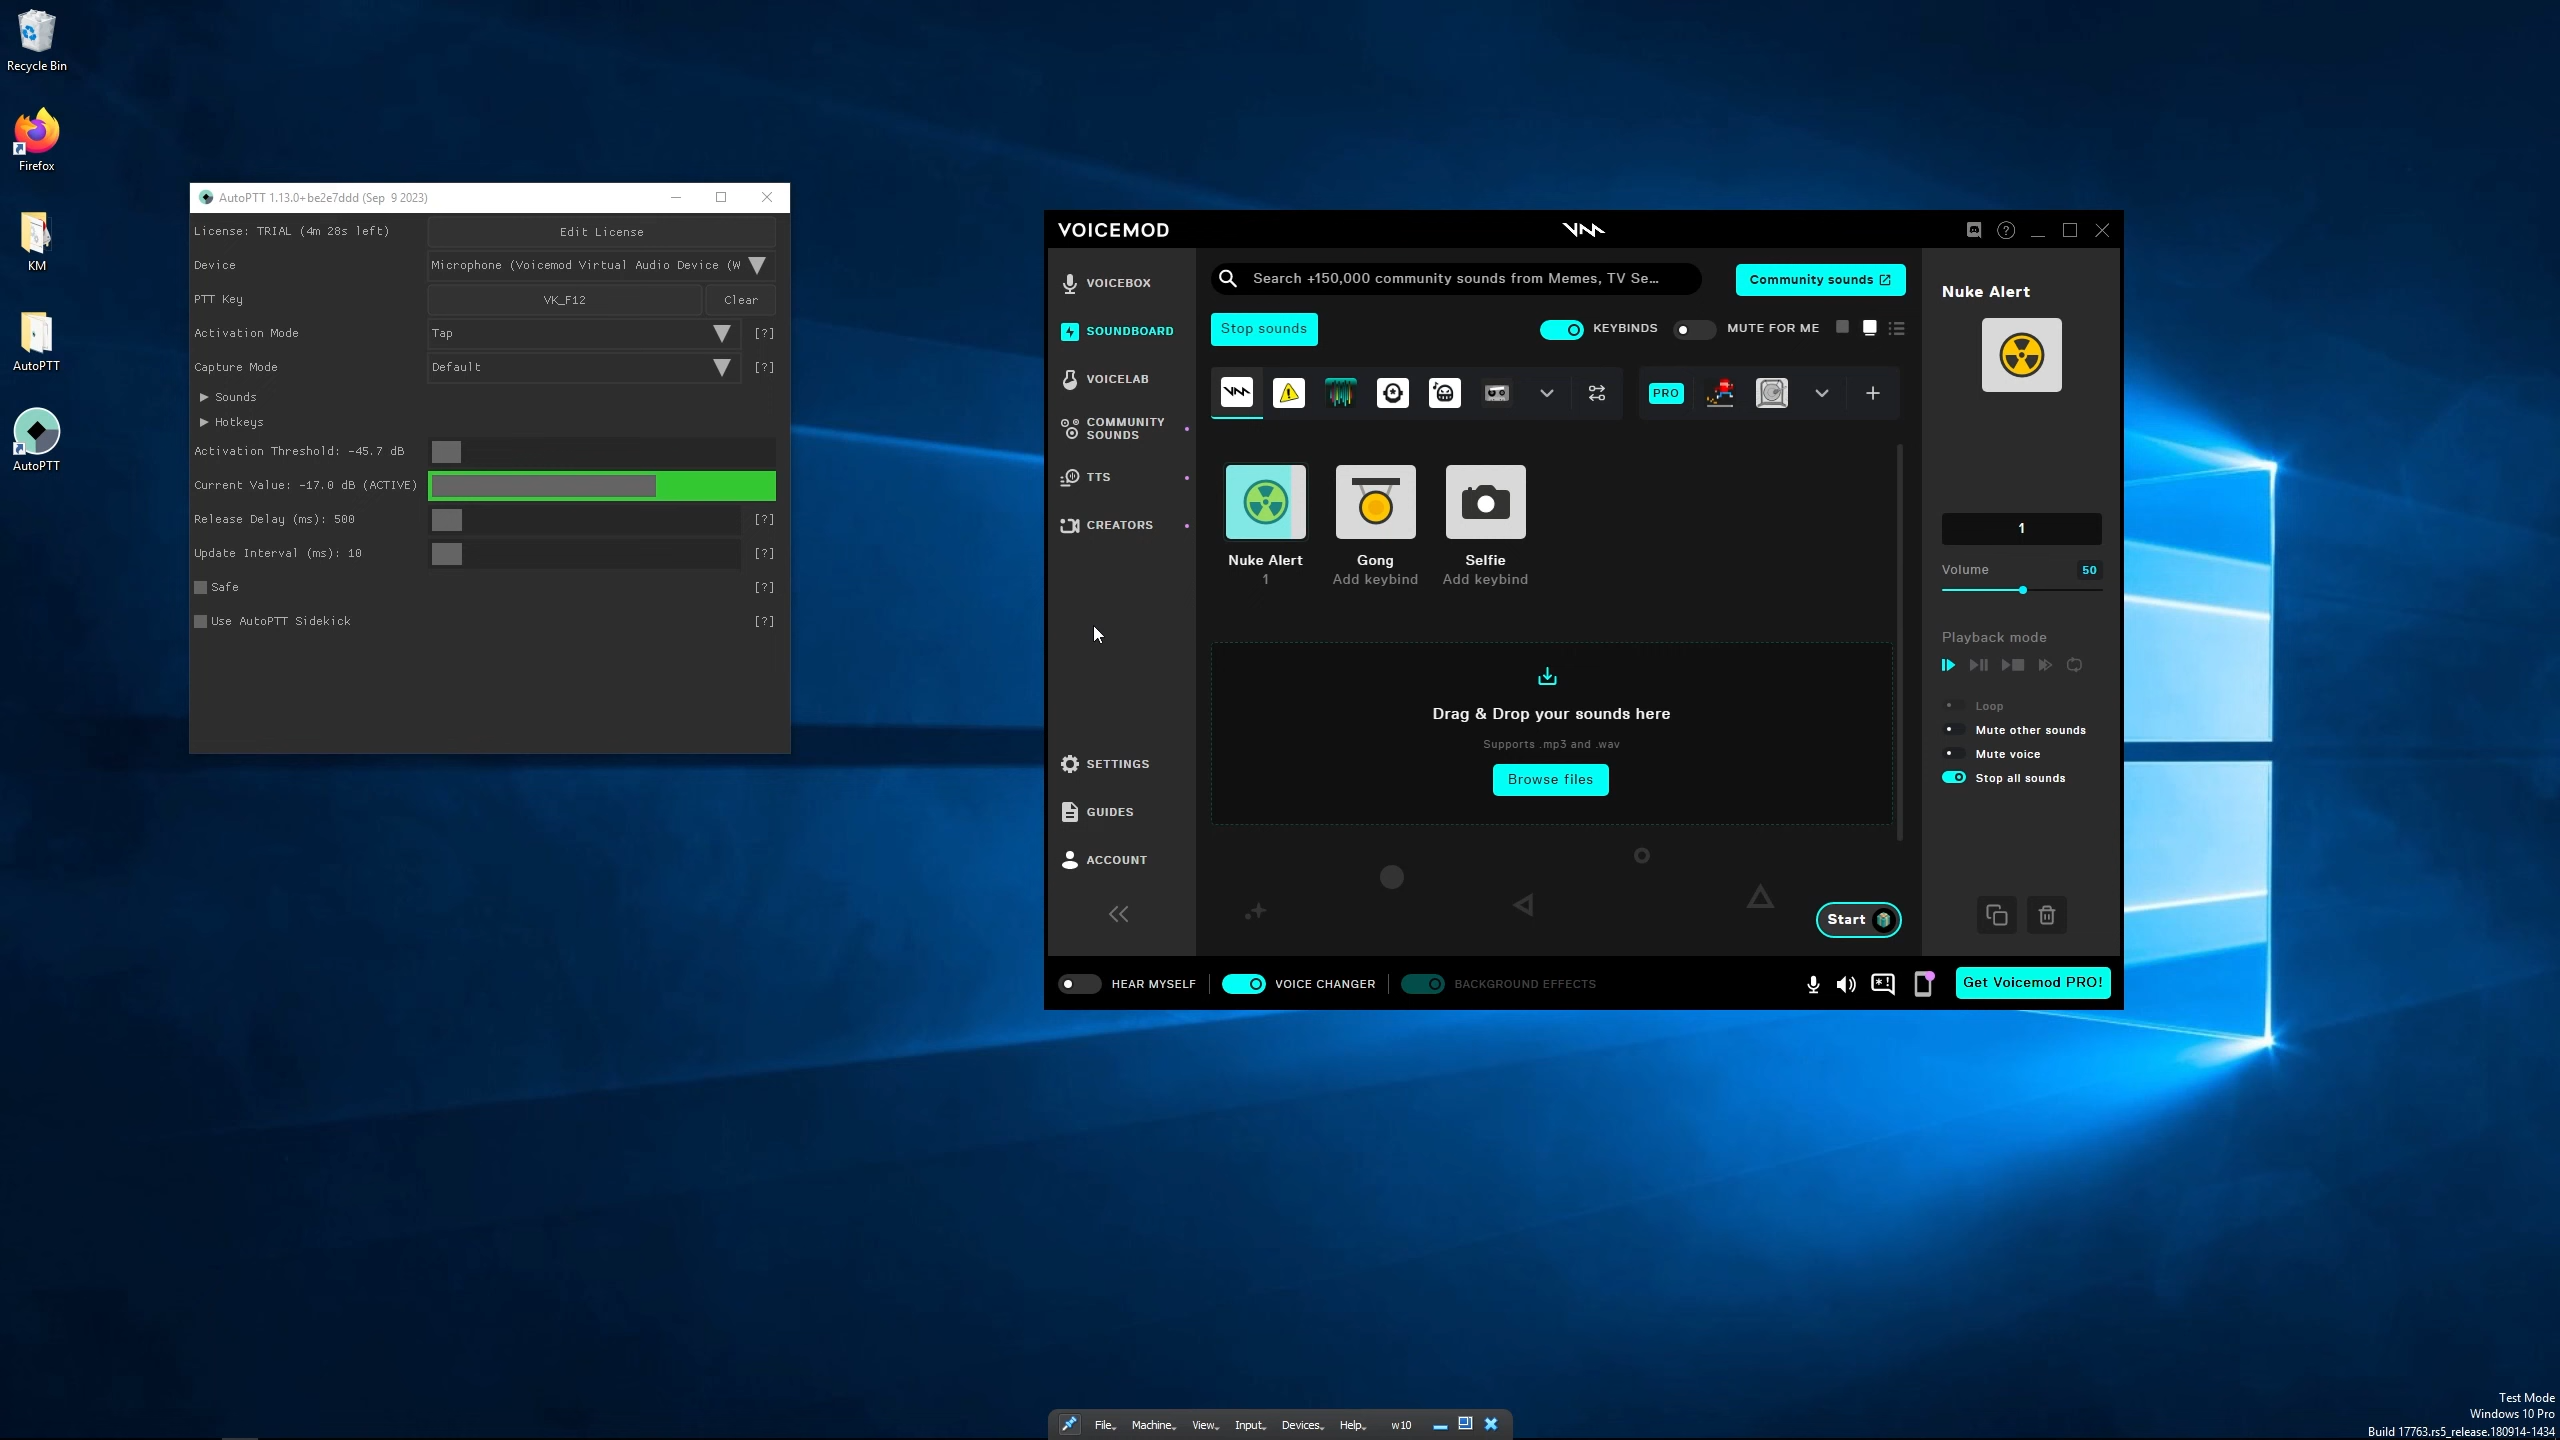 Recycle Bin
Firefox
KM
AutoPTT
AutoPTT
AutoPTT 1.13.0+be2e7ddd (Sep 9 2023)
License: TRIAL (4m 28s left)
Edit License
Device
Microphone (Voicemod Virtual Audio Device (W
PTT Key
VK_F12
Clear
Activation Mode
Tap
[?]
Capture Mode
Default
[?]
Sounds
Hotkeys
Activation Threshold: -45.7 dB
Current Value: -17.0 dB (ACTIVE)
Release Delay (ms): 500
[?]
Update Interval (ms): 10
[?]
Safe
[?]
Use AutoPTT Sidekick
[?]
VOICEMOD
VOICEBOX
SOUNDBOARD
VOICELAB
COMMUNITY
SOUNDS
TTS
CREATORS
SETTINGS
GUIDES
ACCOUNT
Search +150,000 community sounds from Memes, TV Se...
Community sounds
Stop sounds
KEYBINDS
MUTE FOR ME
PRO
Nuke Alert
1
Gong
Add keybind
Selfie
Add keybind
Drag & Drop your sounds here
Supports .mp3 and .wav
Browse files
Start
Nuke Alert
1
Volume
50
Playback mode
Loop
Mute other sounds
Mute voice
Stop all sounds
HEAR MYSELF
VOICE CHANGER
BACKGROUND EFFECTS
Get Voicemod PRO!
File
Machine
View
Input
Devices
Help
w10
Test Mode
Windows 10 Pro
Build 17763.rs5_release.180914-1434